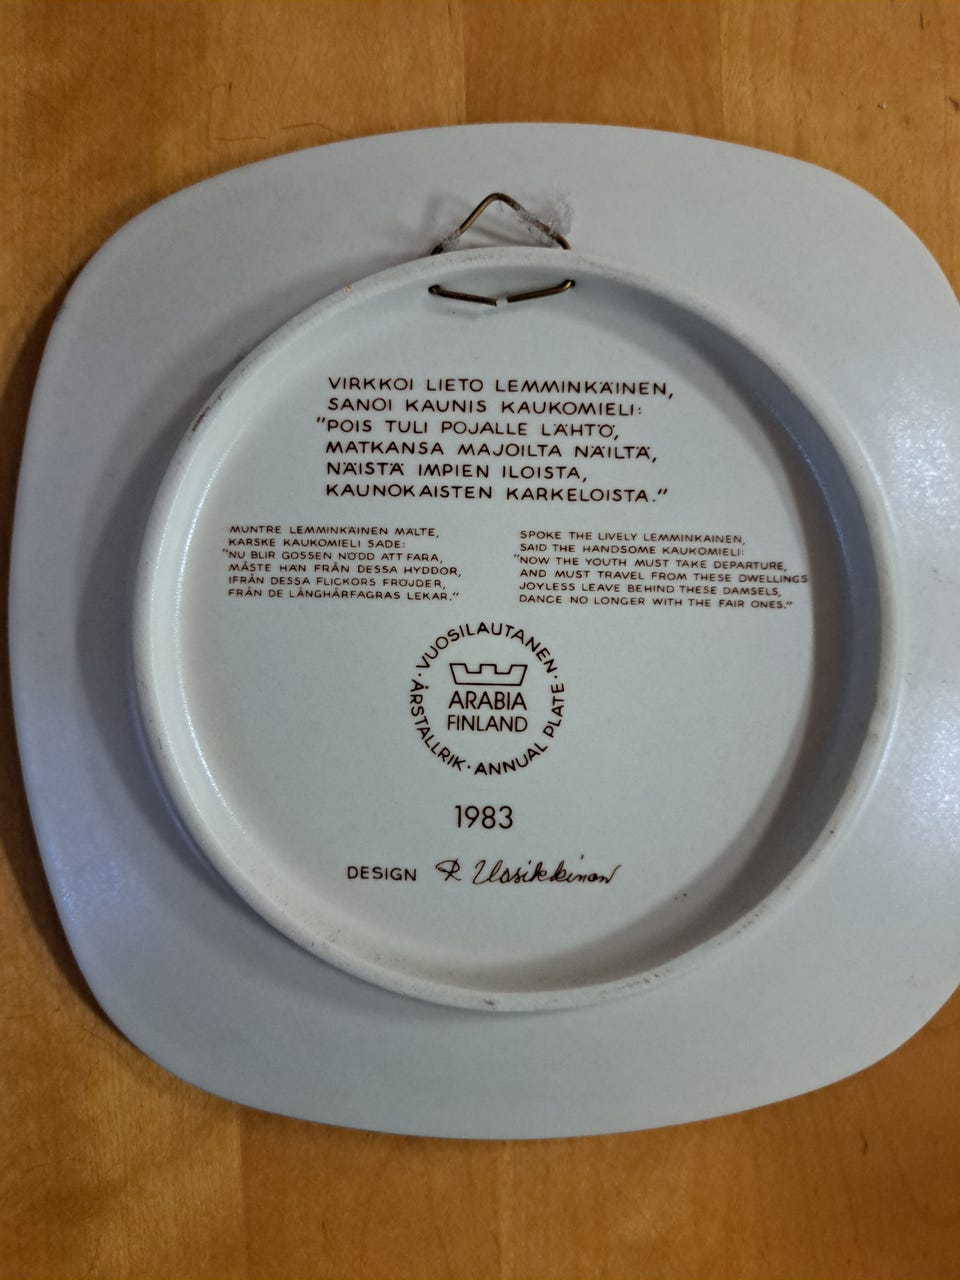 VIRKKOI LIETO LEMMINKÄINEN,
SANOI KAUNIS KAUKOMIELI:
"POIS TULI POJALLE LÄHTÖ,
MATKANSA MAJOILTA NÄILTÄ,
NÄISTÄ IMPIEN ILOISTA,
KAUNOKAISTEN KARKELOISTA."
MUNTRE LEMMINKÄINEN MÄLTE,
KARSKE KAUKOMIELI SADE:
"NU BLIR GOSSEN NÖDD ATT FARA,
MÅSTE HAN FRÅN DESSA HYDDOR,
IFRÅN DESSA FLICKORS FRÖJDER,
FRÅN DE LÅNGHÅRFAGRAS LEKAR."
SPOKE THE LIVELY LEMMINKAINEN,
SAID THE HANDSOME KAUKOMIELI:
"NOW THE YOUTH MUST TAKE DEPARTURE,
AND MUST TRAVEL FROM THESE DWELLINGS
JOYLESS LEAVE BEHIND THESE DAMSELS,
DANCE NO LONGER WITH THE FAIR ONES."
· VUOSILAUTANEN · ANNUAL PLATE · ÅRSTALLRIK
ARABIA
FINLAND
1983
DESIGN R Uosikkinen